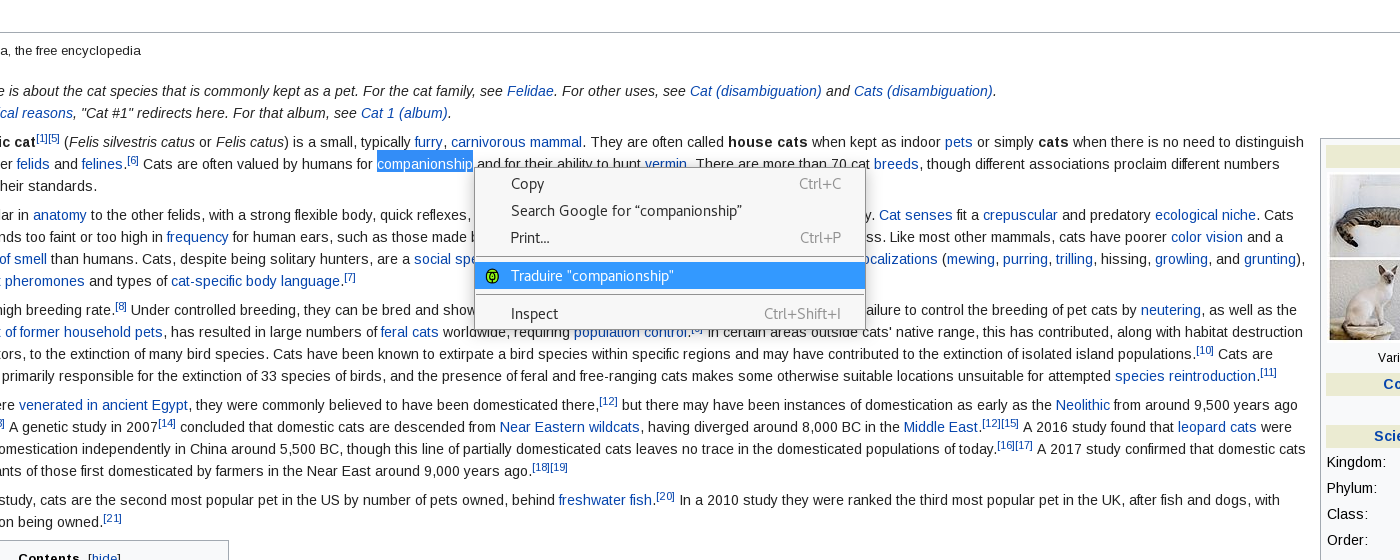 a, the free encyclopedia
e is about the cat species that is commonly kept as a pet. For the cat family, see Felidae. For other uses, see Cat (disambiguation) and Cats (disambiguation).
ical reasons, "Cat #1" redirects here. For that album, see Cat 1 (album).
ic cat[1][5] (Felis silvestris catus or Felis catus) is a small, typically furry, carnivorous mammal. They are often called house cats when kept as indoor pets or simply cats when there is no need to distinguish
er felids and felines.[6] Cats are often valued by humans for companionship and for their ability to hunt vermin. There are more than 70 cat breeds, though different associations proclaim different numbers
heir standards.
Copy Ctrl+C
Search Google for “companionship”
Print... Ctrl+P
Traduire "companionship"
Inspect Ctrl+Shift+I
ar in anatomy to the other felids, with a strong flexible body, quick reflexes, y. Cat senses fit a crepuscular and predatory ecological niche. Cats
nds too faint or too high in frequency for human ears, such as those made b ss. Like most other mammals, cats have poorer color vision and a
of smell than humans. Cats, despite being solitary hunters, are a social spe ocalizations (mewing, purring, trilling, hissing, growling, and grunting),
t pheromones and types of cat-specific body language.[7]
high breeding rate.[8] Under controlled breeding, they can be bred and show ailure to control the breeding of pet cats by neutering, as well as the
t of former household pets, has resulted in large numbers of feral cats worldwide, requiring population control. In certain areas outside cats' native range, this has contributed, along with habitat destruction
tors, to the extinction of many bird species. Cats have been known to extirpate a bird species within specific regions and may have contributed to the extinction of isolated island populations.[10] Cats are
primarily responsible for the extinction of 33 species of birds, and the presence of feral and free-ranging cats makes some otherwise suitable locations unsuitable for attempted species reintroduction.[11]
ere venerated in ancient Egypt, they were commonly believed to have been domesticated there,[12] but there may have been instances of domestication as early as the Neolithic from around 9,500 years ago
] A genetic study in 2007[14] concluded that domestic cats are descended from Near Eastern wildcats, having diverged around 8,000 BC in the Middle East.[12][15] A 2016 study found that leopard cats were
omestication independently in China around 5,500 BC, though this line of partially domesticated cats leaves no trace in the domesticated populations of today.[16][17] A 2017 study confirmed that domestic cats
ants of those first domesticated by farmers in the Near East around 9,000 years ago.[18][19]
study, cats are the second most popular pet in the US by number of pets owned, behind freshwater fish.[20] In a 2010 study they were ranked the third most popular pet in the UK, after fish and dogs, with
on being owned.[21]
Contents [hide]
Vari
Co
Scie
Kingdom:
Phylum:
Class:
Order: